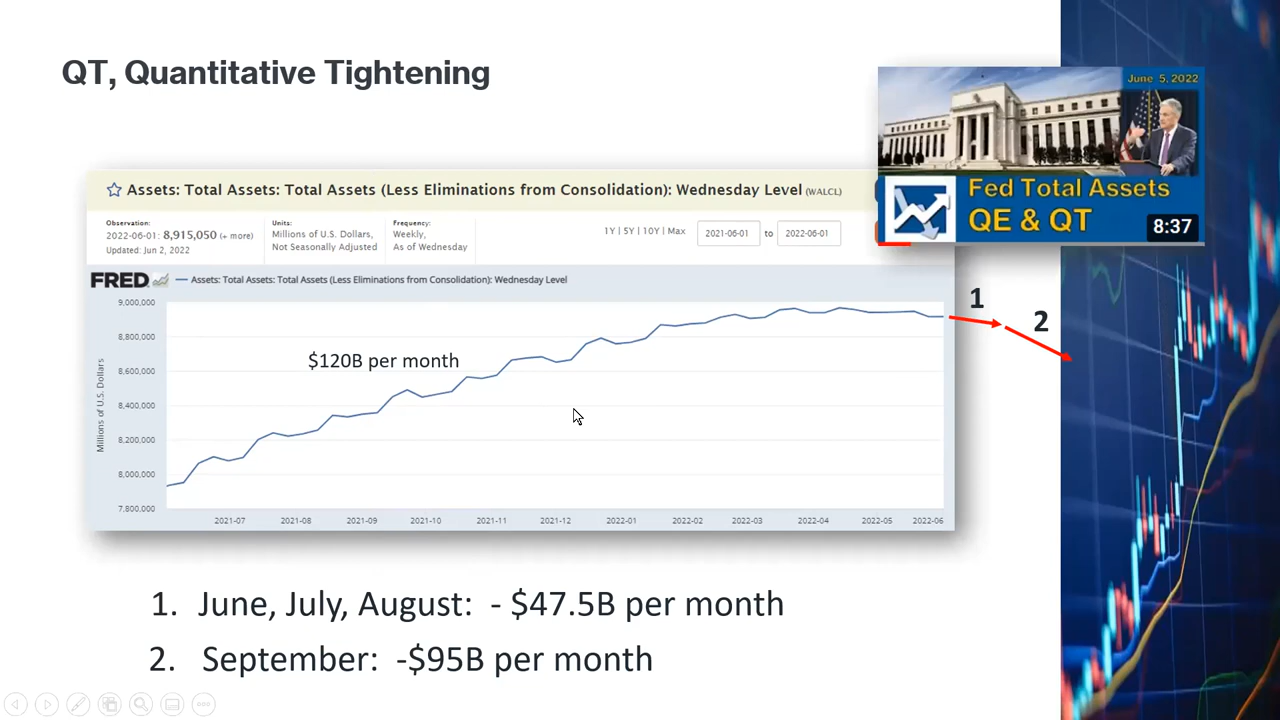 QT, Quantitative Tightening
June 5, 2022
Fed Total Assets
QE & QT
8:37
Assets: Total Assets: Total Assets (Less Eliminations from Consolidation): Wednesday Level (WALCL)
Observation:
2022-06-01: 8,915,050 (+ more)
Updated: Jun 2, 2022
Units:
Millions of U.S. Dollars,
Not Seasonally Adjusted
Frequency:
Weekly,
As of Wednesday
1Y | 5Y | 10Y | Max
2021-06-01 to 2022-06-01
FRED
Assets: Total Assets: Total Assets (Less Eliminations from Consolidation): Wednesday Level
Millions of U.S. Dollars
9,000,000
8,800,000
8,600,000
8,400,000
8,200,000
8,000,000
7,800,000
$120B per month
1
2
2021-07 2021-08 2021-09 2021-10 2021-11 2021-12 2022-01 2022-02 2022-03 2022-04 2022-05 2022-06
1. June, July, August: - $47.5B per month
2. September: -$95B per month